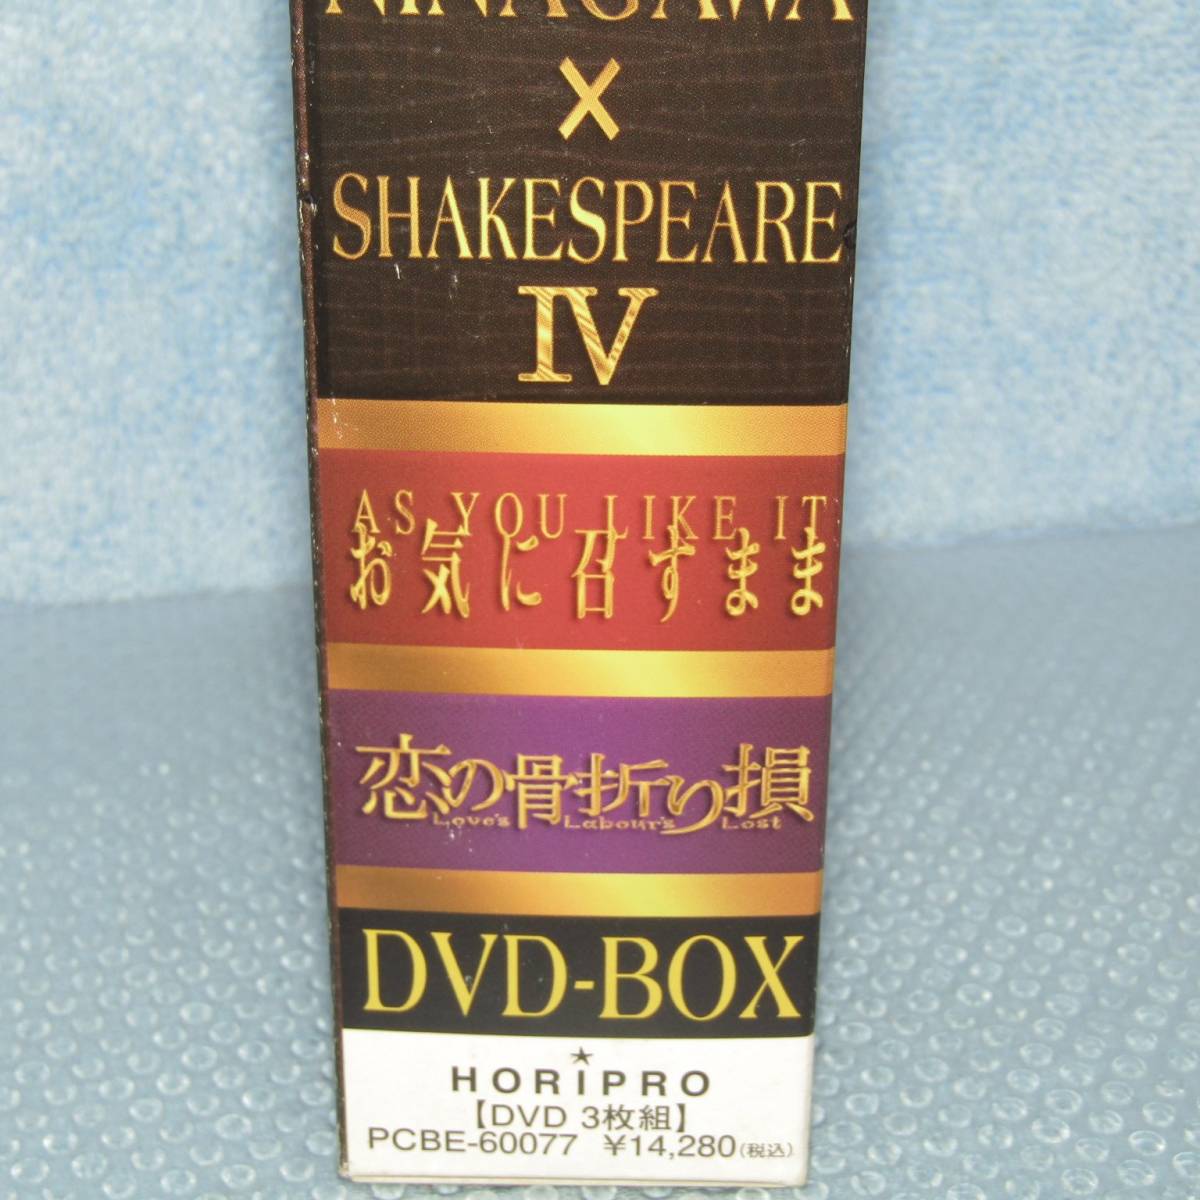 NINAGAWA
×
SHAKESPEARE
IV
AS YOU LIKE IT
お気に召すまま
恋の骨折り損
Love's Labour's Lost
DVD-BOX
HORIPRO
【DVD 3枚組】
PCBE-60077 ¥14,280(税込)